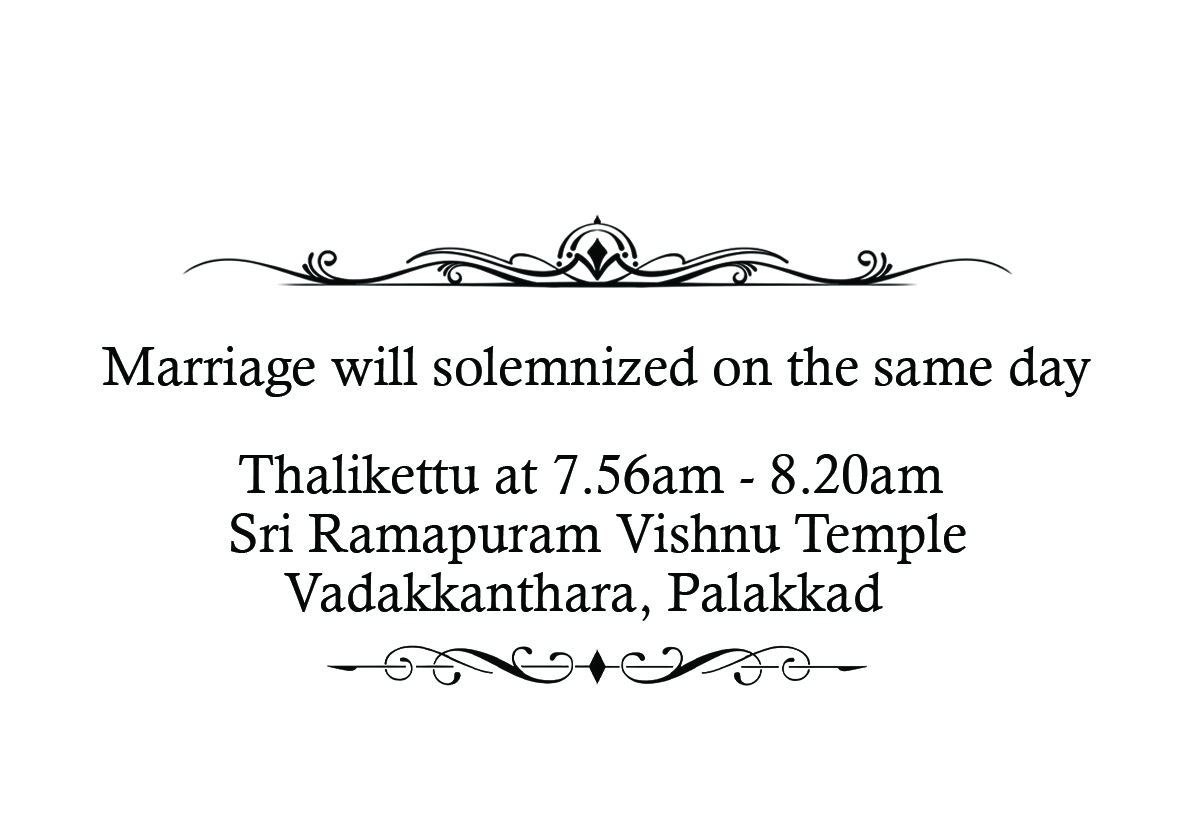 Marriage will solemnized on the same day
Thalikettu at 7.56am - 8.20am
Sri Ramapuram Vishnu Temple
Vadakkanthara, Palakkad